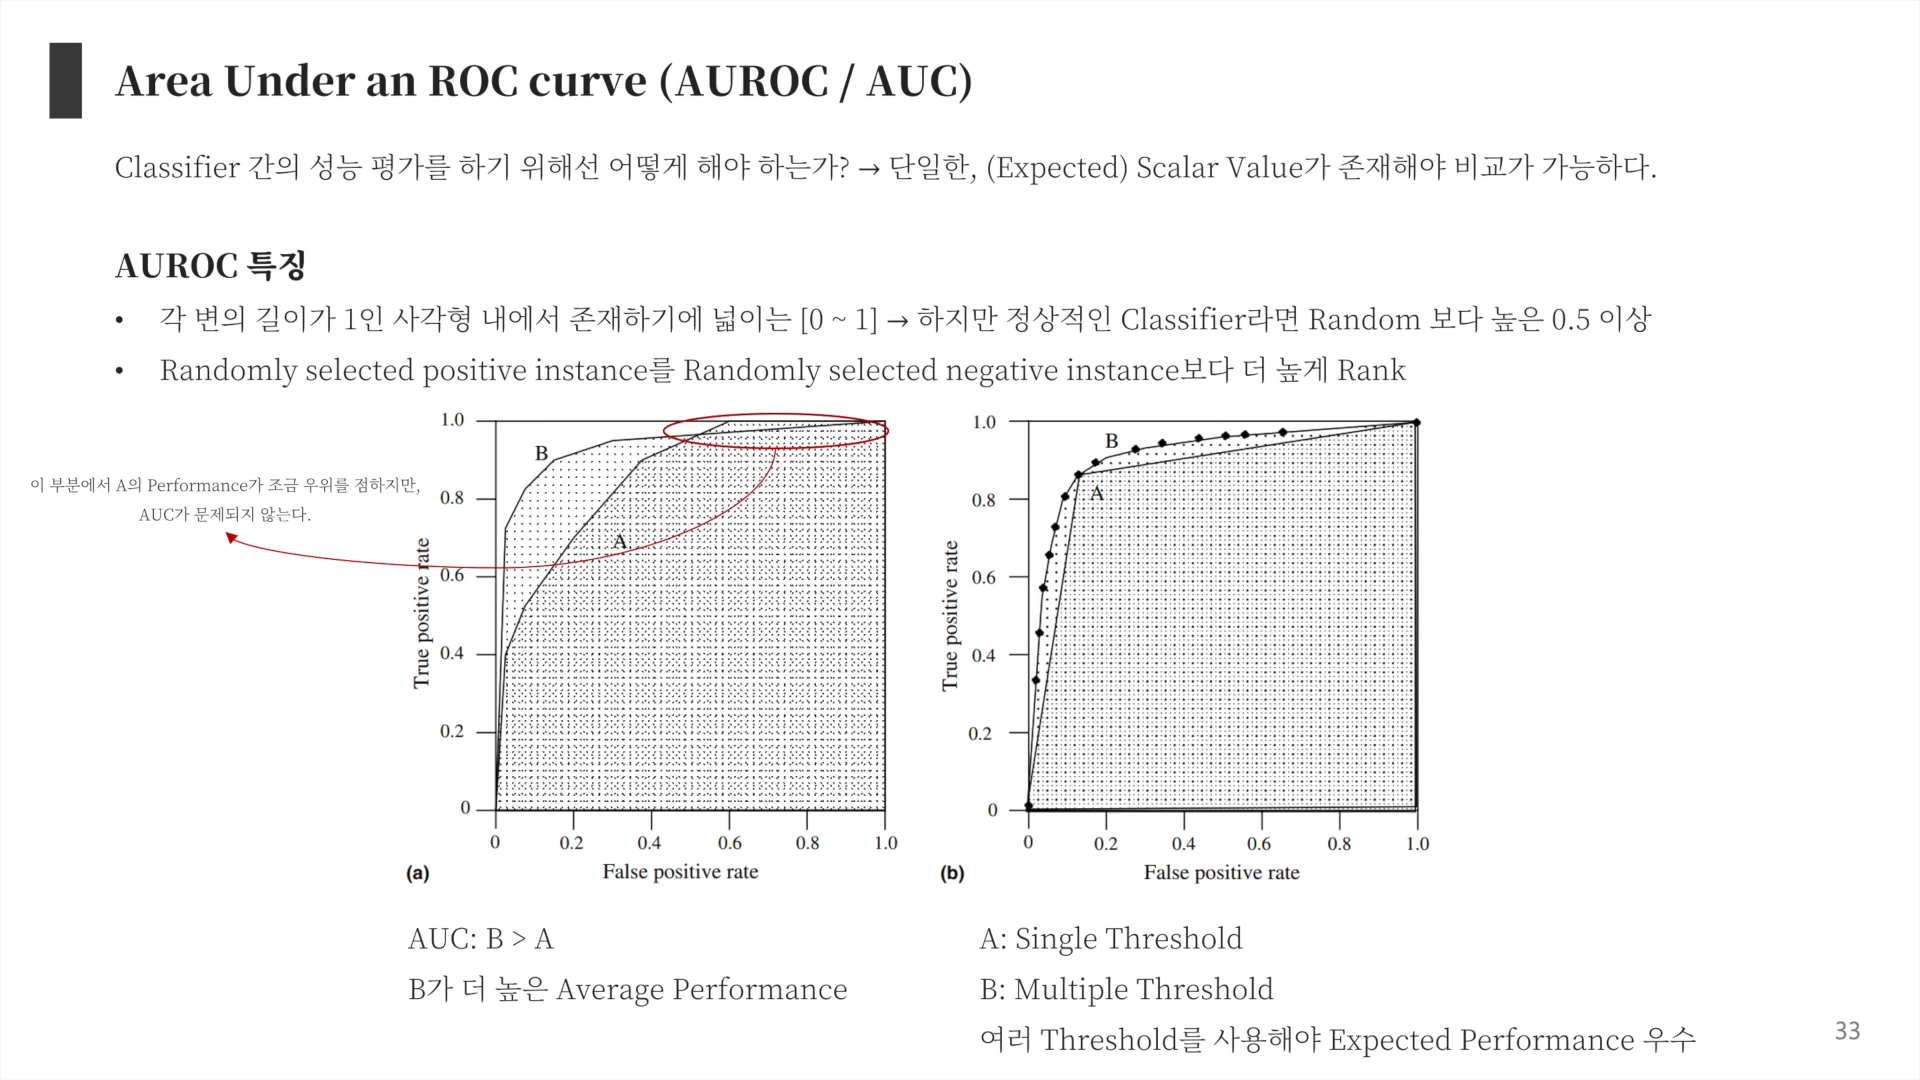 Area Under an ROC curve (AUROC / AUC)
Classifier 간의 성능 평가를 하기 위해선 어떻게 해야 하는가? → 단일한, (Expected) Scalar Value가 존재해야 비교가 가능하다.
AUROC 특징
• 각 변의 길이가 1인 사각형 내에서 존재하기에 넓이는 [0 ~ 1] → 하지만 정상적인 Classifier라면 Random 보다 높은 0.5 이상
• Randomly selected positive instance를 Randomly selected negative instance보다 더 높게 Rank
이 부분에서 A의 Performance가 조금 우위를 점하지만,
AUC가 문제되지 않는다.
1.0
0.8
0.6
0.4
0.2
0
True positive rate
B
A
0 0.2 0.4 0.6 0.8 1.0
(a) False positive rate
1.0
0.8
0.6
0.4
0.2
0
True positive rate
B
A
0 0.2 0.4 0.6 0.8 1.0
(b) False positive rate
AUC: B > A
B가 더 높은 Average Performance
A: Single Threshold
B: Multiple Threshold
여러 Threshold를 사용해야 Expected Performance 우수
33